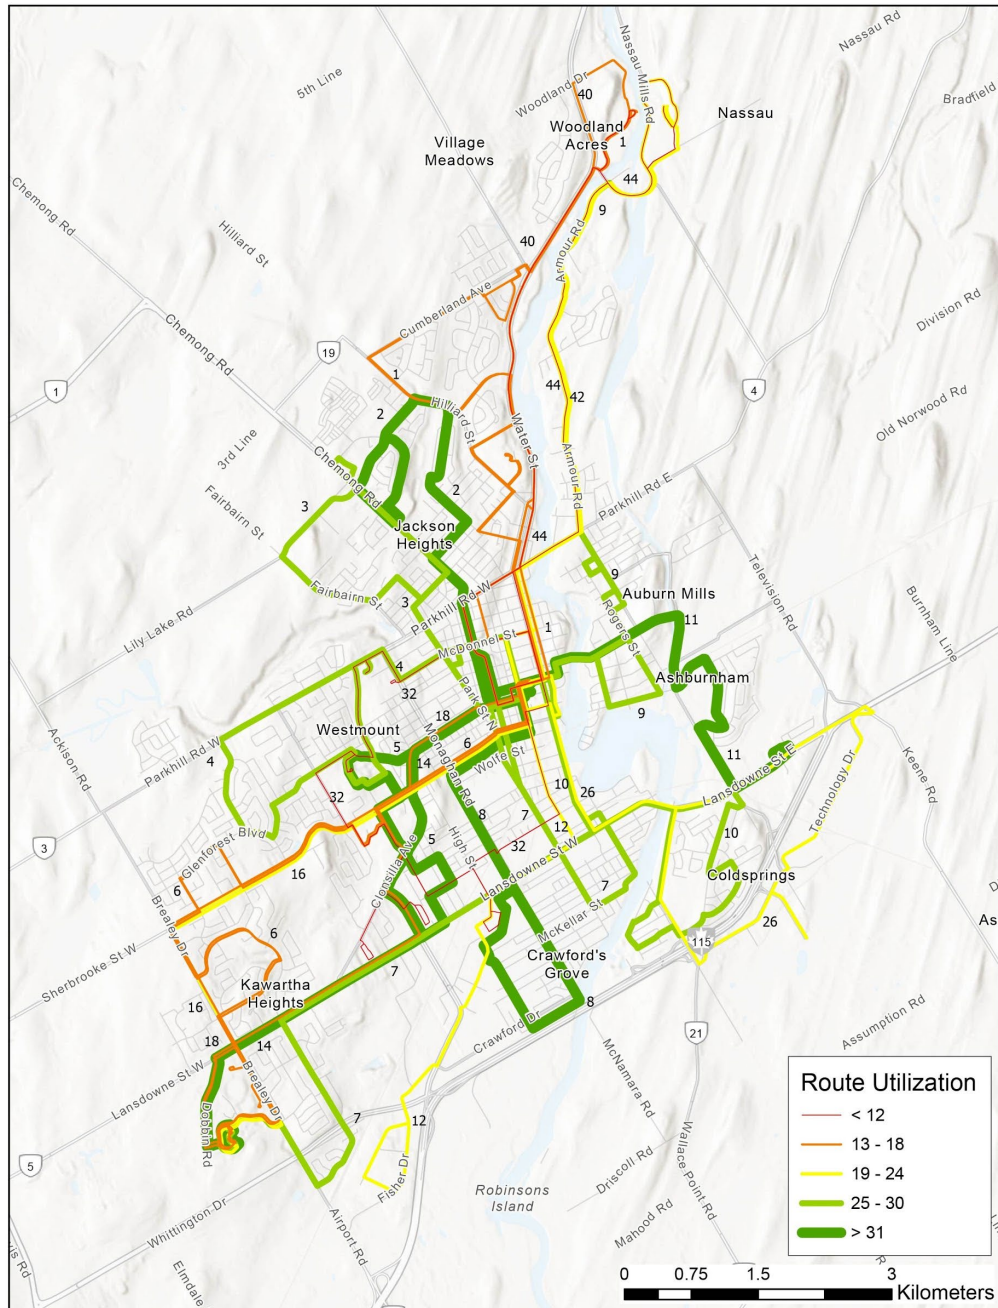 Nassau Rd
Nassau Mills Rd
5th Line
Woodland Dr
40
Bradfield
Nassau
Woodland
Acres
Village
Meadows
1
44
Chemong Rd
9
Hilliard St
40
Armour Rd
Cumberland Ave
Division Rd
Chemong Rd
19
1
1
4
44
42
2
Hilliard St
Water St
Old Norwood Rd
3rd Line
Chemong Rd
Armour Rd
2
Parkhill Rd E
Fairbairn St
3
Jackson
Heights
44
Television Rd
9
Fairbairn St
3
Parkhill Rd W
Auburn Mills
Burnham Line
Lily Lake Rd
Rogers St
11
McDonnel St
1
4
32
Park St N
Ashburnham
18
9
Westmount
Ackison Rd
Parkhill Rd W
4
5
14
Monaghan Rd
6
Wolfe St
11
Lansdowne St E
Keene Rd
10
26
32
Technology Dr
8
7
12
Glenforest Blvd
5
High St
32
10
3
16
Clonsilla Ave
Lansdowne St W
Coldsprings
6
7
Brealey Dr
McKellar St
26
As
6
115
Sherbrooke St W
Crawford's
Grove
7
Kawartha
Heights
16
8
Assumption Rd
Crawford Dr
18
14
21
Lansdowne St W
McNamara Rd
Brealey Dr
Dobbin Rd
7
12
5
Wallace Point Rd
Driscoll Rd
Fisher Dr
Robinsons
Island
Whittington Dr
Airport Rd
Mahood Rd
Elmdale
Route Utilization
< 12
13 - 18
19 - 24
25 - 30
> 31
0 0.75 1.5 3
Kilometers